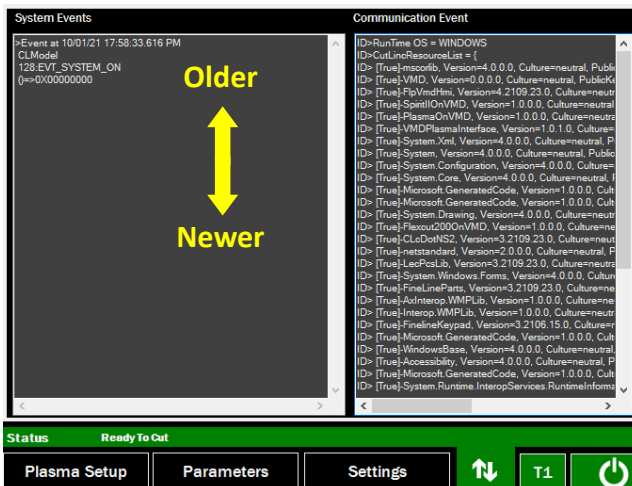 System Events
>Event at 10/01/21 17:58:33.616 PM
CLModel
128:EVT_SYSTEM_ON
()=>0X00000000
Older
Newer
Communication Event
ID>RunTime OS = WINDOWS
ID>CutLincResourceList = {
ID> [True]-mscorlib, Version=4.0.0.0, Culture=neutral, Public
ID> [True]-VMD, Version=0.0.0.0, Culture=neutral, PublicKe
ID> [True]-FlpVmdHmi, Version=4.2109.23.0, Culture=neutr
ID> [True]-SpiritIIOnVMD, Version=1.0.0.0, Culture=neutral
ID> [True]-PlasmaOnVMD, Version=1.0.0.0, Culture=neutra
ID> [True]-VMDPlasmaInterface, Version=1.0.1.0, Culture=
ID> [True]-System.Xml, Version=4.0.0.0, Culture=neutral, P
ID> [True]-System, Version=4.0.0.0, Culture=neutral, Public
ID> [True]-System.Configuration, Version=4.0.0.0, Culture=
ID> [True]-System.Core, Version=4.0.0.0, Culture=neutral, F
ID> [True]-Microsoft.GeneratedCode, Version=1.0.0.0, Cult
ID> [True]-Microsoft.GeneratedCode, Version=1.0.0.0, Cult
ID> [True]-System.Drawing, Version=4.0.0.0, Culture=neutr
ID> [True]-Flexcut200OnVMD, Version=1.0.0.0, Culture=ne
ID> [True]-CLcDotNS2, Version=3.2109.23.0, Culture=neut
ID> [True]-netstandard, Version=2.0.0.0, Culture=neutral, P
ID> [True]-LecPcsLib, Version=3.2109.23.0, Culture=neutra
ID> [True]-System.Windows.Forms, Version=4.0.0.0, Culture
ID> [True]-FineLineParts, Version=3.2109.23.0, Culture=ne
ID> [True]-AxInterop.WMPLib, Version=1.0.0.0, Culture=ne
ID> [True]-Interop.WMPLib, Version=1.0.0.0, Culture=neutr
ID> [True]-FinelineKeypad, Version=3.2106.15.0, Culture=r
ID> [True]-Microsoft.GeneratedCode, Version=1.0.0.0, Cult
ID> [True]-WindowsBase, Version=4.0.0.0, Culture=neutral,
ID> [True]-Accessibility, Version=4.0.0.0, Culture=neutral, P
ID> [True]-Microsoft.GeneratedCode, Version=1.0.0.0, Cult
ID> [True]-System.Runtime.InteropServices.RuntimeInforma
Status Ready To Cut
Plasma Setup Parameters Settings T1